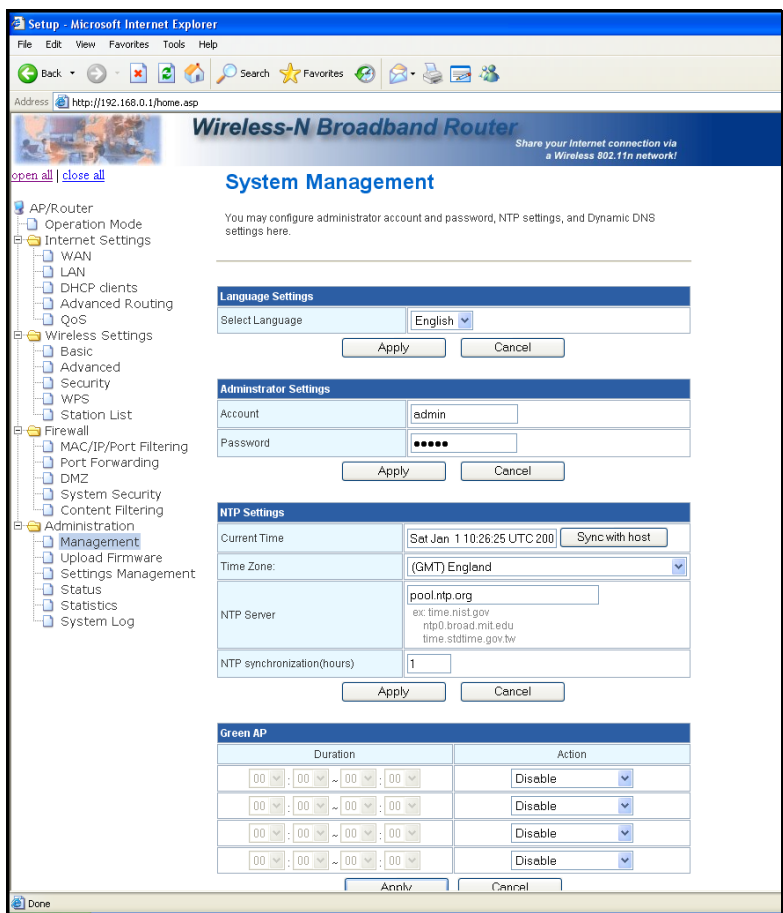 Setup - Microsoft Internet Explorer
File Edit View Favorites Tools Help
Back Search Favorites
Address http://192.168.0.1/home.asp
Wireless-N Broadband Router
Share your Internet connection via
a Wireless 802.11n network!
open all | close all
AP/Router
Operation Mode
Internet Settings
WAN
LAN
DHCP clients
Advanced Routing
QoS
Wireless Settings
Basic
Advanced
Security
WPS
Station List
Firewall
MAC/IP/Port Filtering
Port Forwarding
DMZ
System Security
Content Filtering
Administration
Management
Upload Firmware
Settings Management
Status
Statistics
System Log
System Management
You may configure administrator account and password, NTP settings, and Dynamic DNS
settings here.
Language Settings
Select Language English
Apply Cancel
Adminstrator Settings
Account admin
Password •••••
Apply Cancel
NTP Settings
Current Time Sat Jan 1 10:26:25 UTC 200 Sync with host
Time Zone: (GMT) England
NTP Server pool.ntp.org
ex: time.nist.gov
ntp0.broad.mit.edu
time.stdtime.gov.tw
NTP synchronization(hours) 1
Apply Cancel
Green AP
Duration Action
00 : 00 ~ 00 : 00 Disable
00 : 00 ~ 00 : 00 Disable
00 : 00 ~ 00 : 00 Disable
00 : 00 ~ 00 : 00 Disable
Apply Cancel
Done